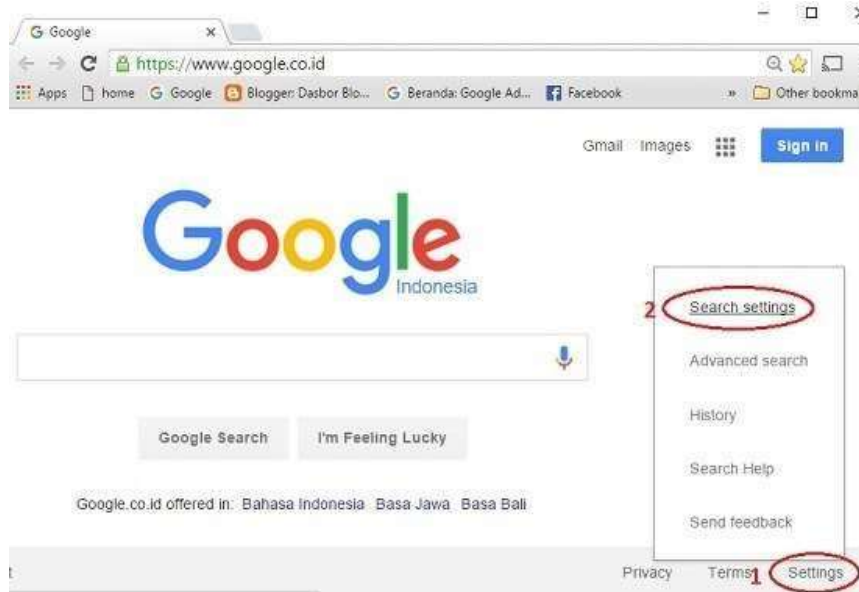 Google
https://www.google.co.id
Apps home Google Blogger: Dasbor Blo... Beranda: Google Ad... Facebook » Other bookma
Gmail Images Sign in
Google
Indonesia
2 Search settings
Advanced search
History
Search Help
Send feedback
Google Search I'm Feeling Lucky
Google.co.id offered in: Bahasa Indonesia Basa Jawa Basa Bali
t Privacy Terms 1 Settings